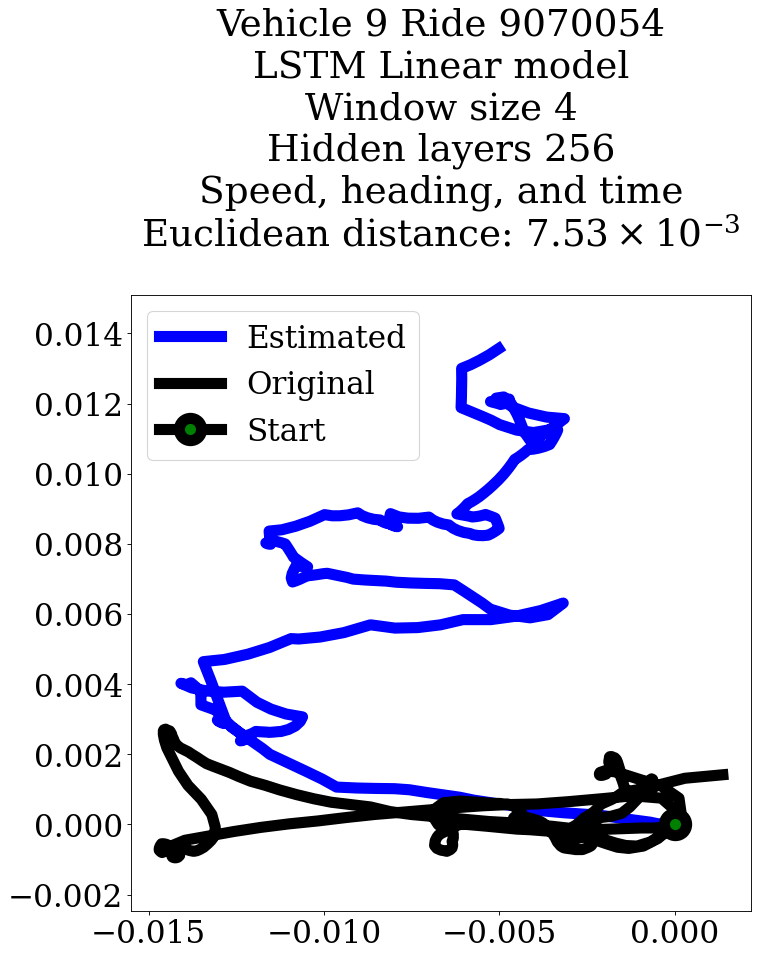 Vehicle 9 Ride 9070054
LSTM Linear model
Window size 4
Hidden layers 256
Speed, heading, and time
Euclidean distance: 7.53 × 10⁻³
Estimated
Original
Start
0.014
0.012
0.010
0.008
0.006
0.004
0.002
0.000
−0.002
−0.015 −0.010 −0.005 0.000